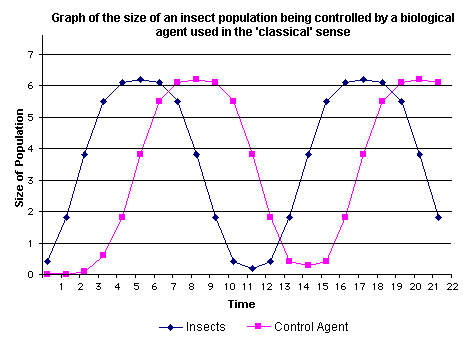 Graph of the size of an insect population being controlled by a biological
agent used in the 'classical' sense
Size of Population
7
6
5
4
3
2
1
0
1 2 3 4 5 6 7 8 9 10 11 12 13 14 15 16 17 18 19 20 21 22
Time
Insects Control Agent